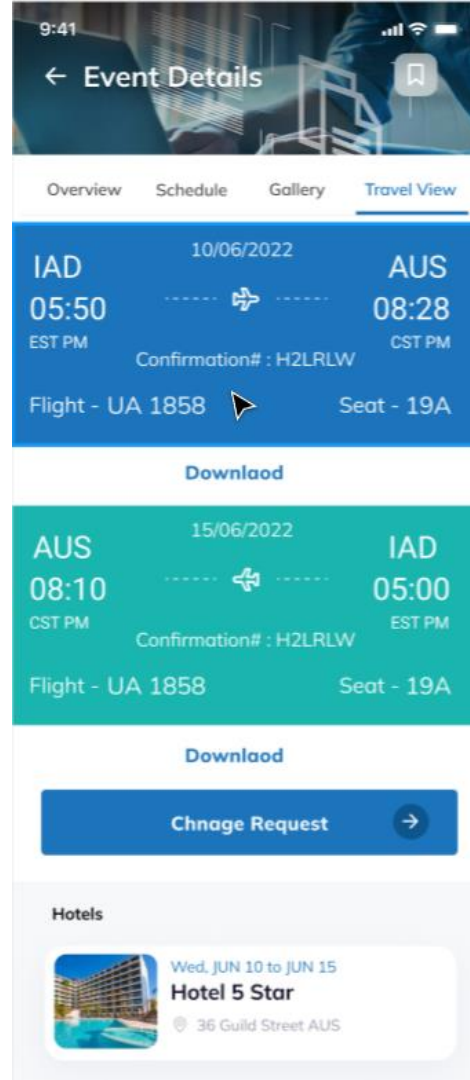 9:41
Event Details
Overview Schedule Gallery Travel View
10/06/2022
IAD AUS
05:50 08:28
EST PM CST PM
Confirmation# : H2LRLW
Flight - UA 1858 Seat - 19A
Downlaod
15/06/2022
AUS IAD
08:10 05:00
CST PM EST PM
Confirmation# : H2LRLW
Flight - UA 1858 Seat - 19A
Downlaod
Chnage Request
Hotels
Wed, JUN 10 to JUN 15
Hotel 5 Star
36 Guild Street AUS